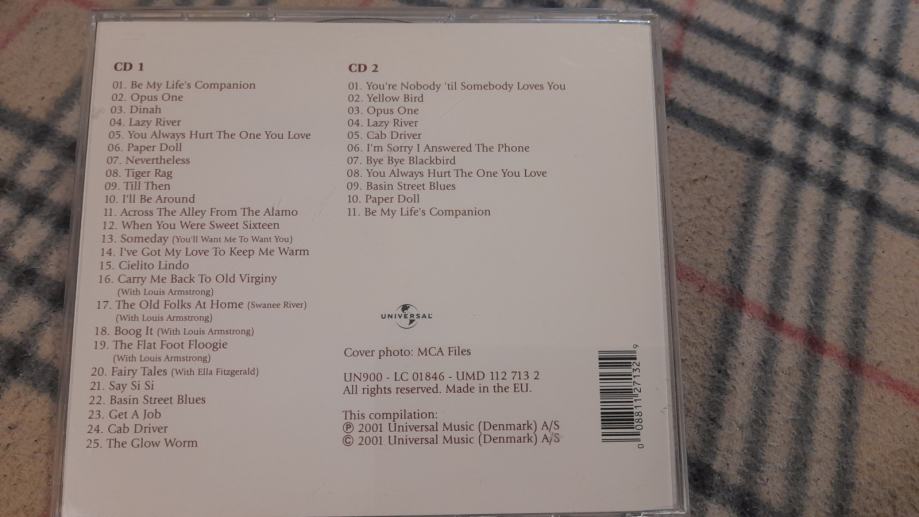 CD 1
01. Be My Life's Companion
02. Opus One
03. Dinah
04. Lazy River
05. You Always Hurt The One You Love
06. Paper Doll
07. Nevertheless
08. Tiger Rag
09. Till Then
10. I'll Be Around
11. Across The Alley From The Alamo
12. When You Were Sweet Sixteen
13. Someday (You'll Want Me To Want You)
14. I've Got My Love To Keep Me Warm
15. Cielito Lindo
16. Carry Me Back To Old Virginy
(With Louis Armstrong)
17. The Old Folks At Home (Swanee River)
(With Louis Armstrong)
18. Boog It (With Louis Armstrong)
19. The Flat Foot Floogie
(With Louis Armstrong)
20. Fairy Tales (With Ella Fitzgerald)
21. Say Si Si
22. Basin Street Blues
23. Get A Job
24. Cab Driver
25. The Glow Worm
CD 2
01. You're Nobody 'til Somebody Loves You
02. Yellow Bird
03. Opus One
04. Lazy River
05. Cab Driver
06. I'm Sorry I Answered The Phone
07. Bye Bye Blackbird
08. You Always Hurt The One You Love
09. Basin Street Blues
10. Paper Doll
11. Be My Life's Companion
UNIVERSAL
Cover photo: MCA Files
UN900 - LC 01846 - UMD 112 713 2
All rights reserved. Made in the EU.
This compilation:
℗ 2001 Universal Music (Denmark) A/S
© 2001 Universal Music (Denmark) A/S
0 08811 27132 9